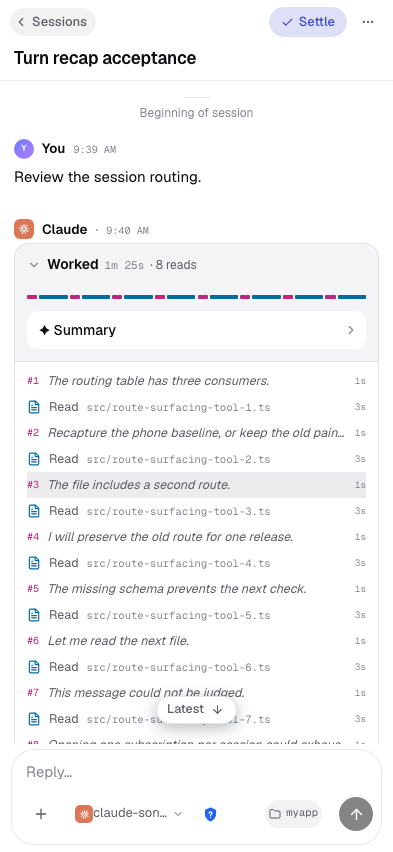 Sessions
Settle
Turn recap acceptance
Beginning of session
Y You 9:39 AM
Review the session routing.
Claude · 9:40 AM
Worked 1m 25s · 8 reads
Summary
#1 The routing table has three consumers. 1s
Read src/route-surfacing-tool-1.ts 3s
#2 Recapture the phone baseline, or keep the old pain... 1s
Read src/route-surfacing-tool-2.ts 3s
#3 The file includes a second route. 1s
Read src/route-surfacing-tool-3.ts 3s
#4 I will preserve the old route for one release. 1s
Read src/route-surfacing-tool-4.ts 3s
#5 The missing schema prevents the next check. 1s
Read src/route-surfacing-tool-5.ts 3s
#6 Let me read the next file. 1s
Read src/route-surfacing-tool-6.ts 3s
#7 This message could not be judged. 1s
Read src/route-surfacing-tool-7.ts 3s
Latest
#8 Opening one subscription per session could
Reply...
claude-son...
myapp